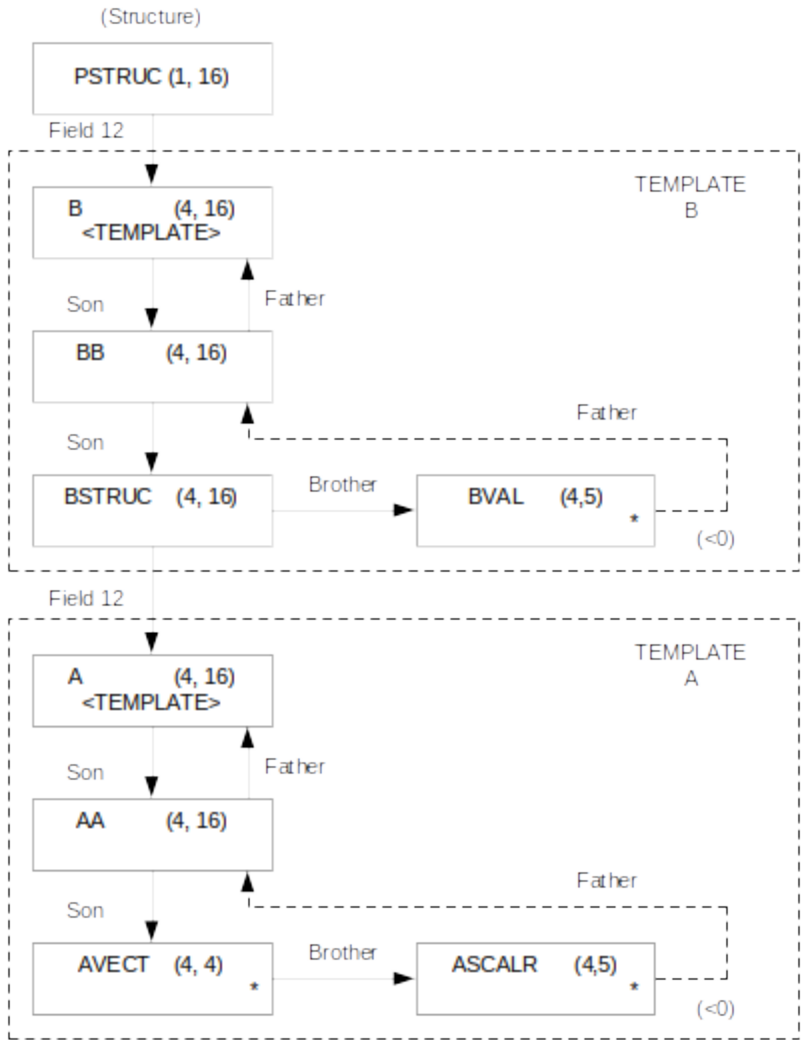 (Structure)
PSTRUC (1, 16)
Field 12
TEMPLATE
B
B (4, 16)
<TEMPLATE>
Son
Father
BB (4, 16)
Son
Father
BSTRUC (4, 16)
Brother
BVAL (4,5)
*
(<0)
Field 12
TEMPLATE
A
A (4, 16)
<TEMPLATE>
Son
Father
AA (4, 16)
Son
Father
AVECT (4, 4)
*
Brother
ASCALR (4,5)
*
(<0)